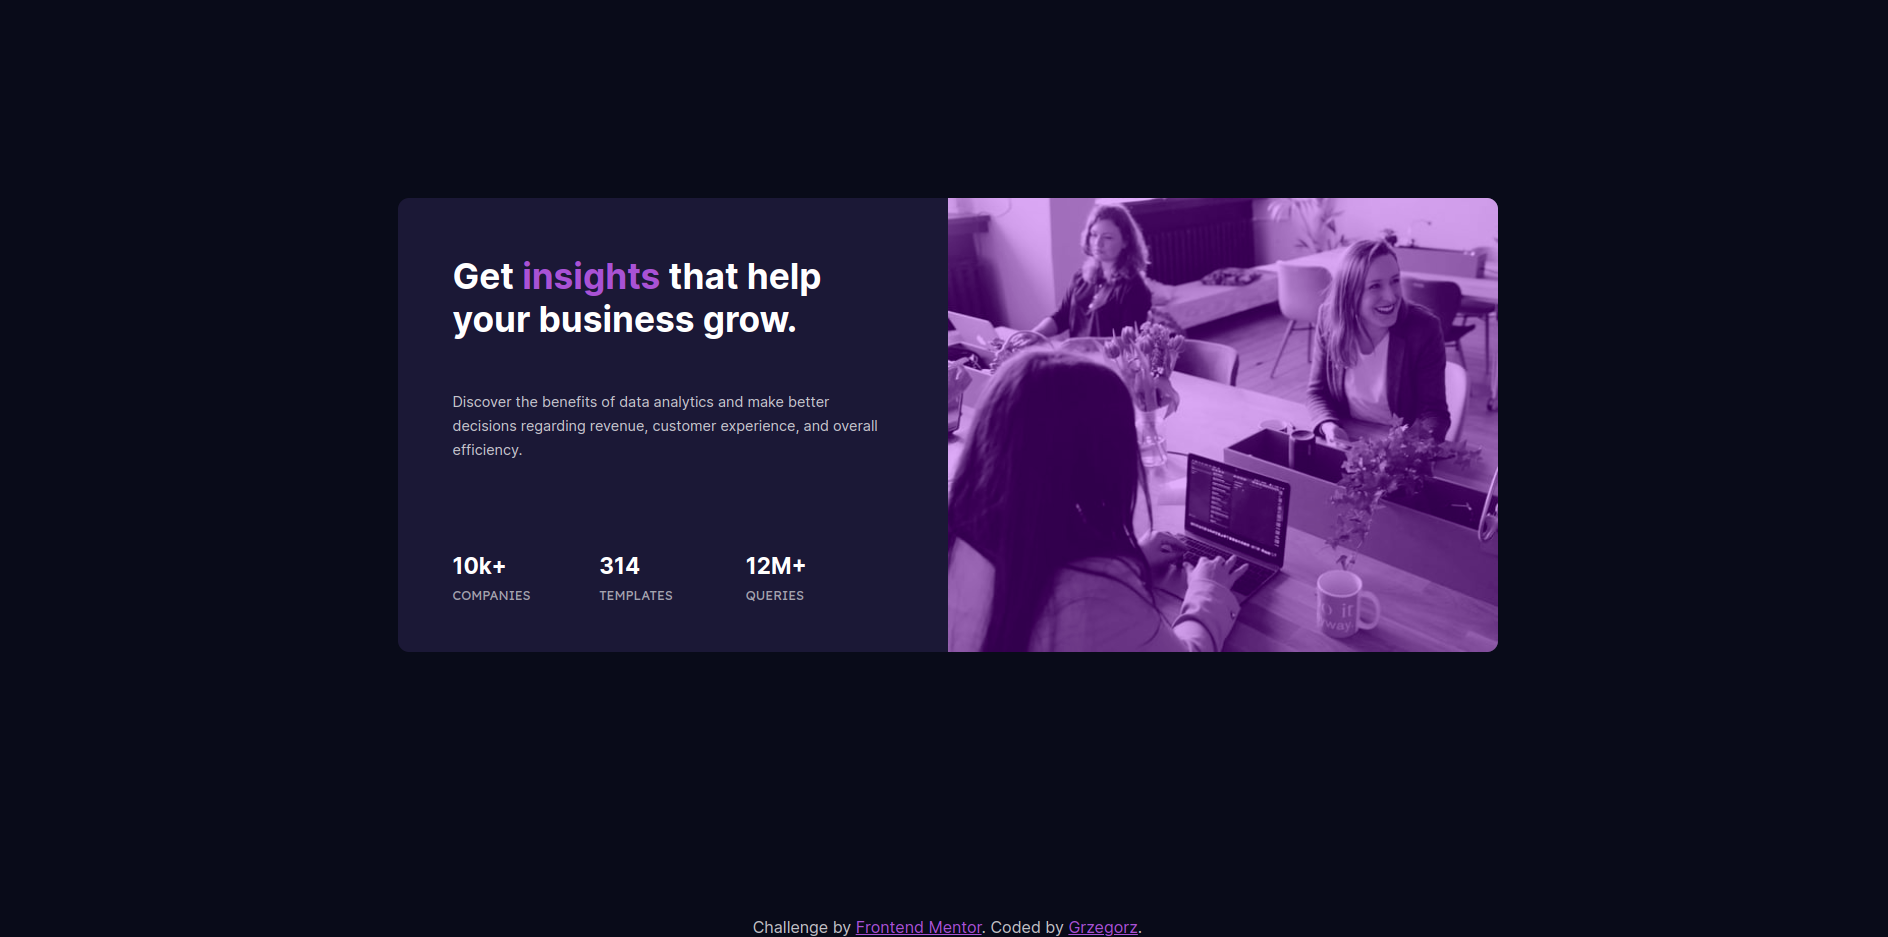 Get insights that help
your business grow.
Discover the benefits of data analytics and make better
decisions regarding revenue, customer experience, and overall
efficiency.
10k+ 314 12M+
COMPANIES TEMPLATES QUERIES
Challenge by Frontend Mentor. Coded by Grzegorz.